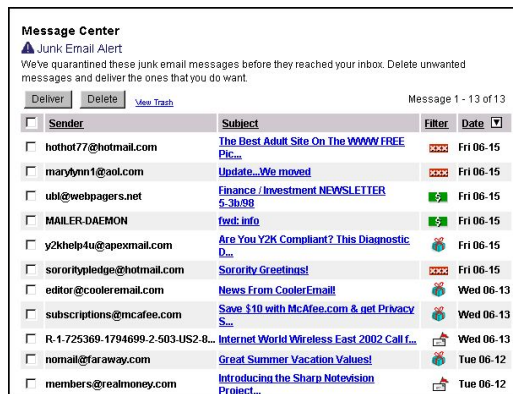 Message Center
Junk Email Alert
We've quarantined these junk email messages before they reached your inbox. Delete unwanted
messages and deliver the ones that you do want.
Deliver Delete View Trash Message 1 - 13 of 13
Sender Subject Filter Date
hothot77@hotmail.com The Best Adult Site On The WWW FREE
Pic... XXX Fri 06-15
marylynn1@aol.com Update...We moved XXX Fri 06-15
ubl@webpagers.net Finance / Investment NEWSLETTER
5-3b/98 $ Fri 06-15
MAILER-DAEMON fwd: info $ Fri 06-15
y2khelp4u@apexmail.com Are You Y2K Compliant? This Diagnostic
D... Fri 06-15
sororitypledge@hotmail.com Sorority Greetings! XXX Fri 06-15
editor@cooleremail.com News From CoolerEmail! Wed 06-13
subscriptions@mcafee.com Save $10 with McAfee.com & get Privacy
S... Wed 06-13
R-1-725369-1794699-2-503-US2-8... Internet World Wireless East 2002 Call f... Wed 06-13
nomail@faraway.com Great Summer Vacation Values! Tue 06-12
members@realmoney.com Introducing the Sharp Notevision
Project... Tue 06-12